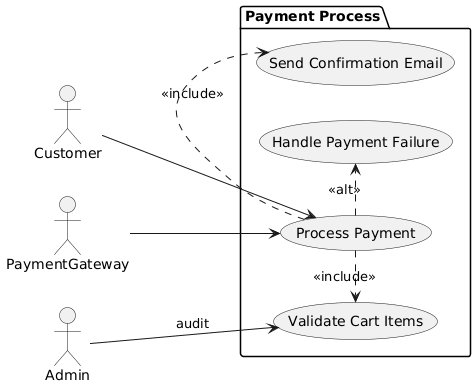 Payment Process
Send Confirmation Email
«include»
Handle Payment Failure
Customer
«alt»
Process Payment
PaymentGateway
«include»
audit
Validate Cart Items
Admin